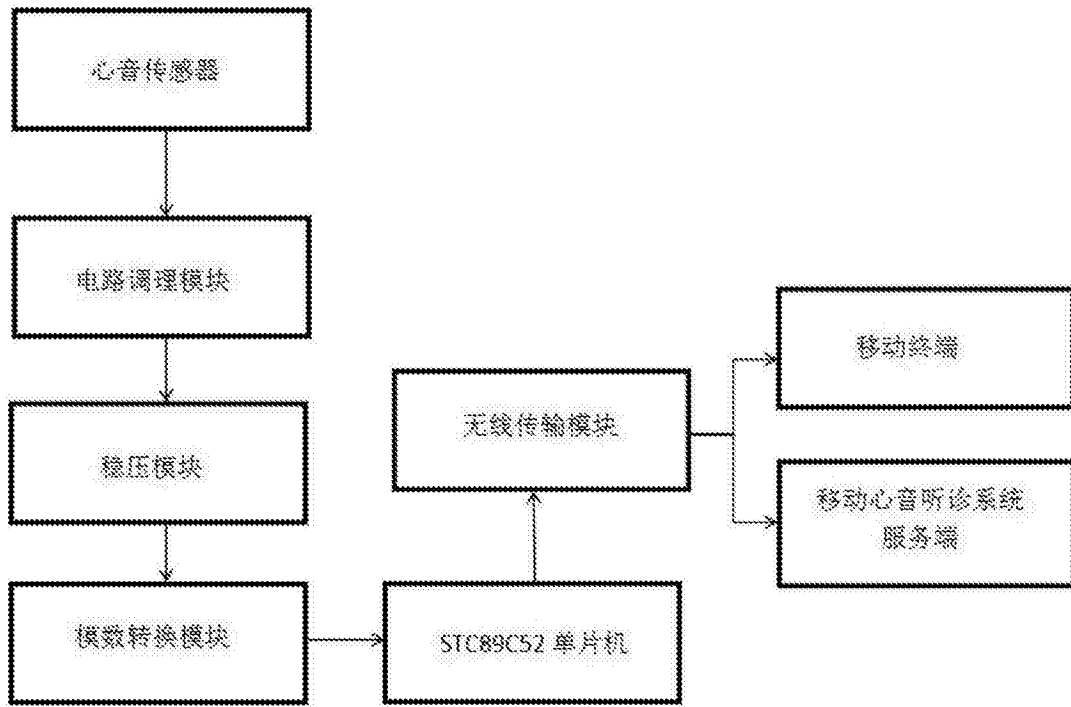 心音传感器
电路调理模块
稳压模块
模数转换模块
STC89C52 单片机
无线传输模块
移动终端
移动心音听诊系统
服务端